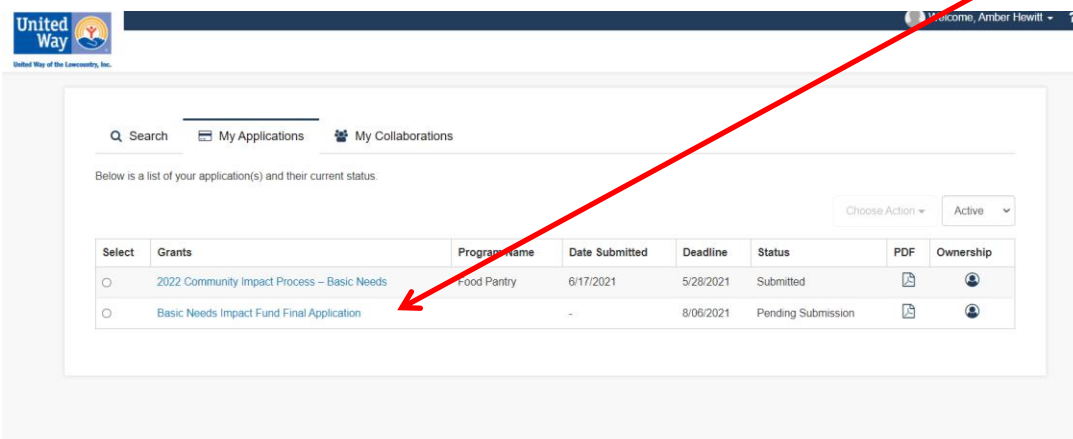 United
Way
United Way of the Lowcountry, Inc.
Welcome, Amber Hewitt
?
Search
My Applications
My Collaborations
Below is a list of your application(s) and their current status.
Choose Action
Active
Select Grants Program Name Date Submitted Deadline Status PDF Ownership
2022 Community Impact Process – Basic Needs Food Pantry 6/17/2021 5/28/2021 Submitted
Basic Needs Impact Fund Final Application - 8/06/2021 Pending Submission